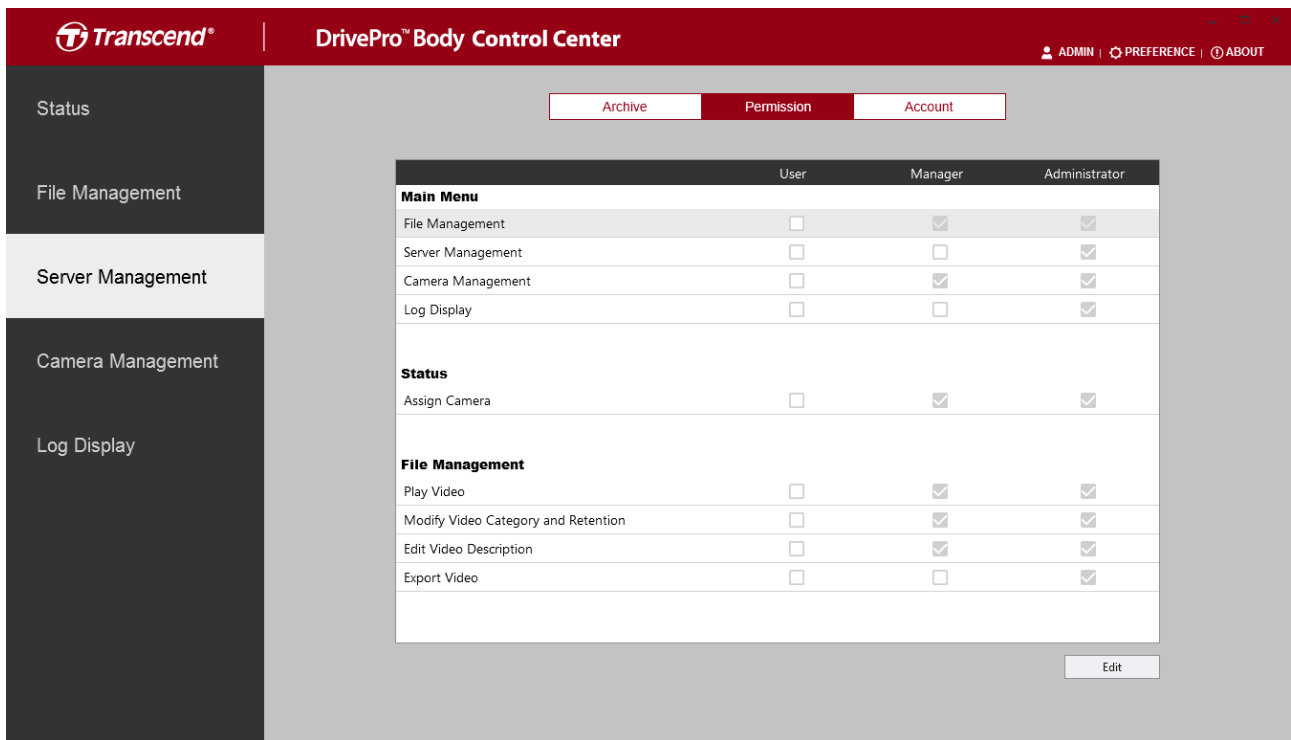 Transcend®
DrivePro™ Body Control Center
ADMIN | PREFERENCE | ABOUT
Status
File Management
Server Management
Camera Management
Log Display
Archive Permission Account
User Manager Administrator
Main Menu
File Management
Server Management
Camera Management
Log Display
Status
Assign Camera
File Management
Play Video
Modify Video Category and Retention
Edit Video Description
Export Video
Edit